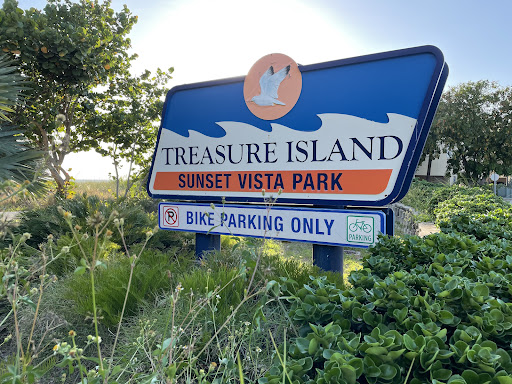 TREASURE ISLAND
SUNSET VISTA PARK
P BIKE PARKING ONLY PARKING